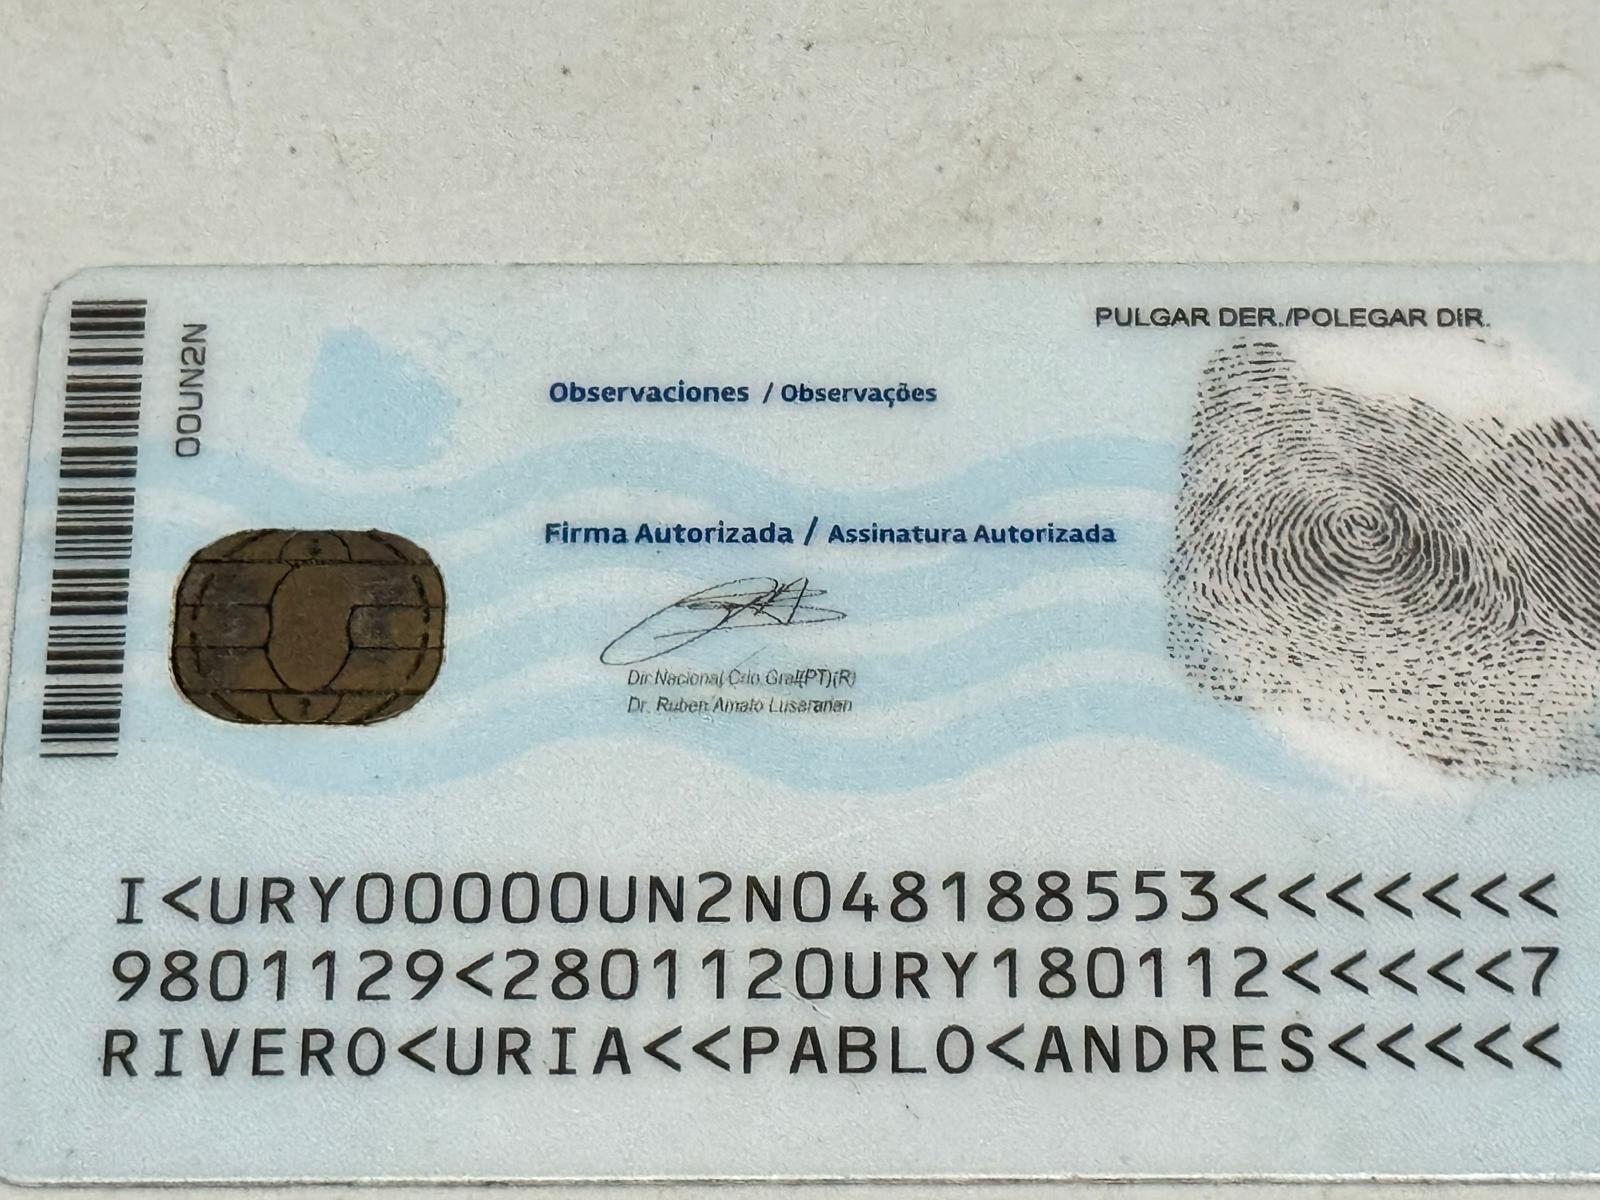 00UN2N
PULGAR DER./POLEGAR DIR.
Observaciones / Observações
Firma Autorizada / Assinatura Autorizada
Dir Nacional Crio Gral(PT)(R)
Dr. Ruben Amato
I<URY00000UN2N048188553<<<<<<<
9801129<2801120URY180112<<<<<7
RIVERO<URIA<<PABLO<ANDRES<<<<<